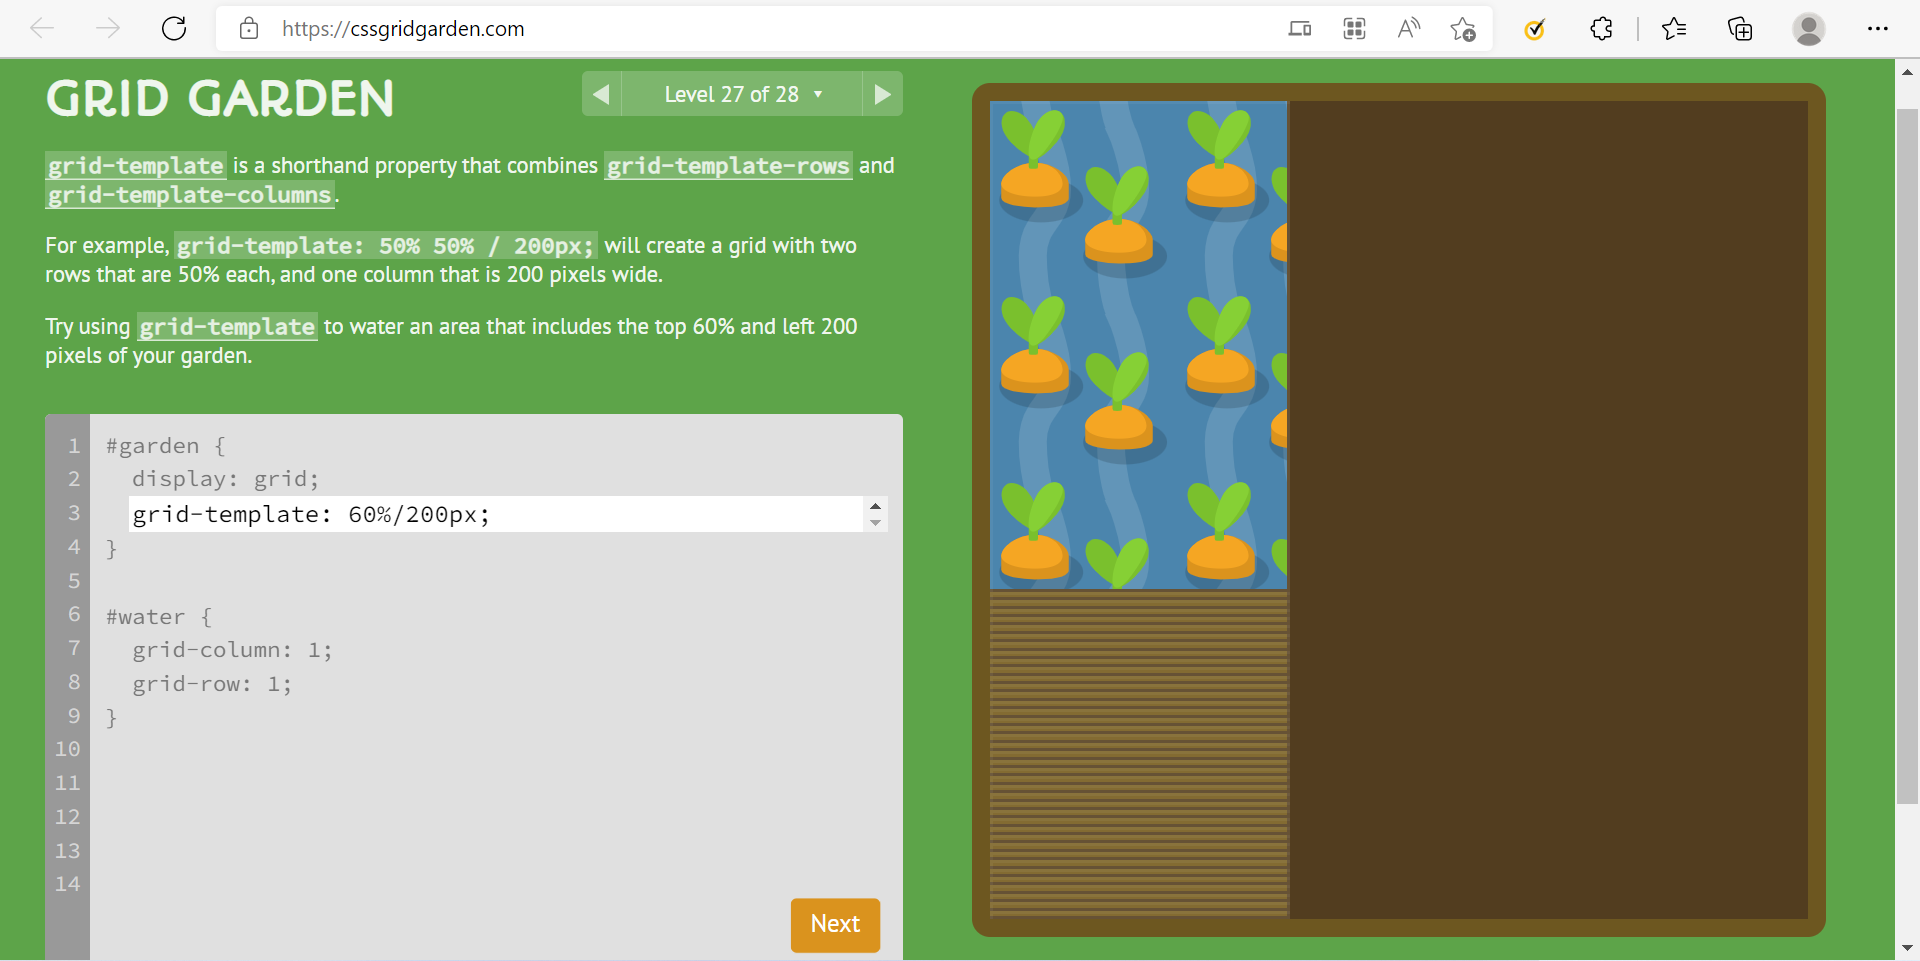 https://cssgridgarden.com
GRID GARDEN
Level 27 of 28
grid-template is a shorthand property that combines grid-template-rows and
grid-template-columns.
For example, grid-template: 50% 50% / 200px; will create a grid with two
rows that are 50% each, and one column that is 200 pixels wide.
Try using grid-template to water an area that includes the top 60% and left 200
pixels of your garden.
1 #garden {
2 display: grid;
3 grid-template: 60%/200px;
4 }
5
6 #water {
7 grid-column: 1;
8 grid-row: 1;
9 }
10
11
12
13
14
Next